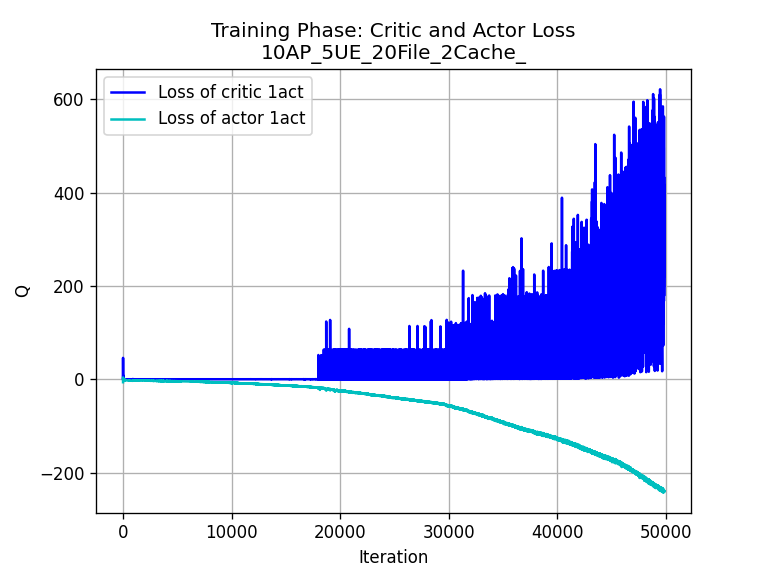 Training Phase: Critic and Actor Loss
10AP_5UE_20File_2Cache_
Loss of critic 1act
Loss of actor 1act
600
400
200
0
−200
Q
0 10000 20000 30000 40000 50000
Iteration